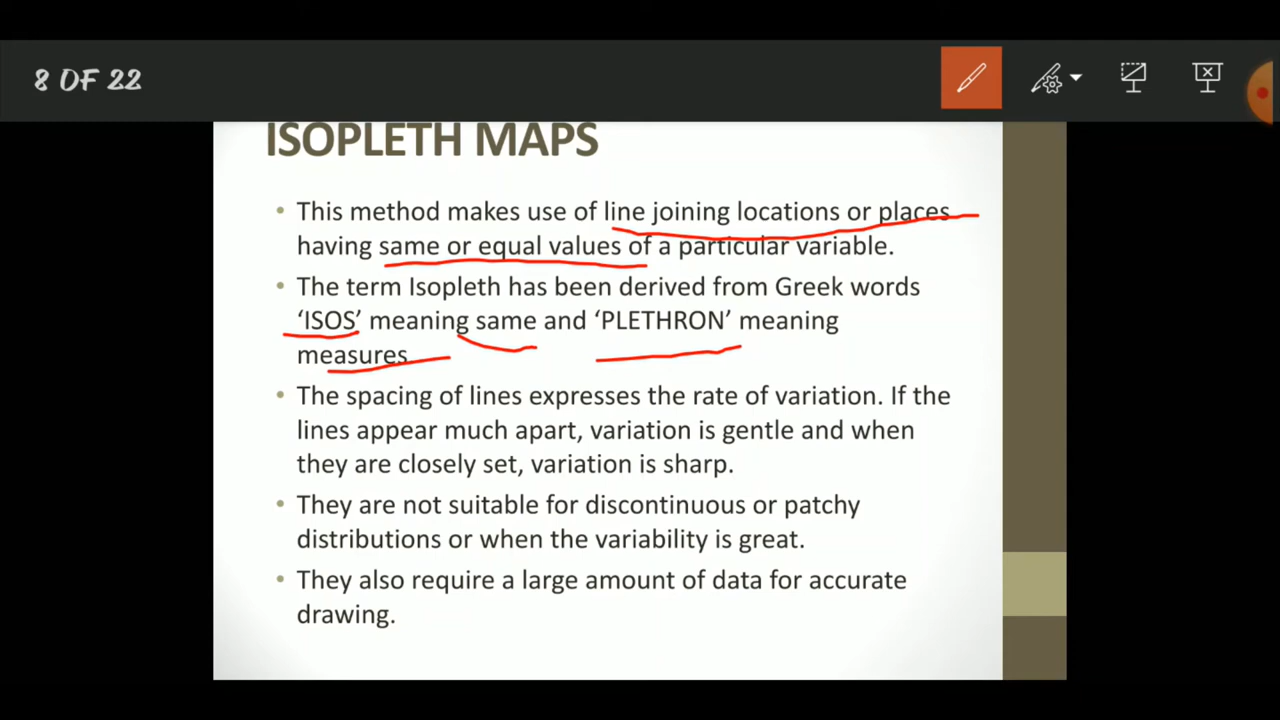 8 OF 22
ISOPLETH MAPS
• This method makes use of line joining locations or places
having same or equal values of a particular variable.
• The term Isopleth has been derived from Greek words
‘ISOS’ meaning same and ‘PLETHRON’ meaning
measures
• The spacing of lines expresses the rate of variation. If the
lines appear much apart, variation is gentle and when
they are closely set, variation is sharp.
• They are not suitable for discontinuous or patchy
distributions or when the variability is great.
• They also require a large amount of data for accurate
drawing.